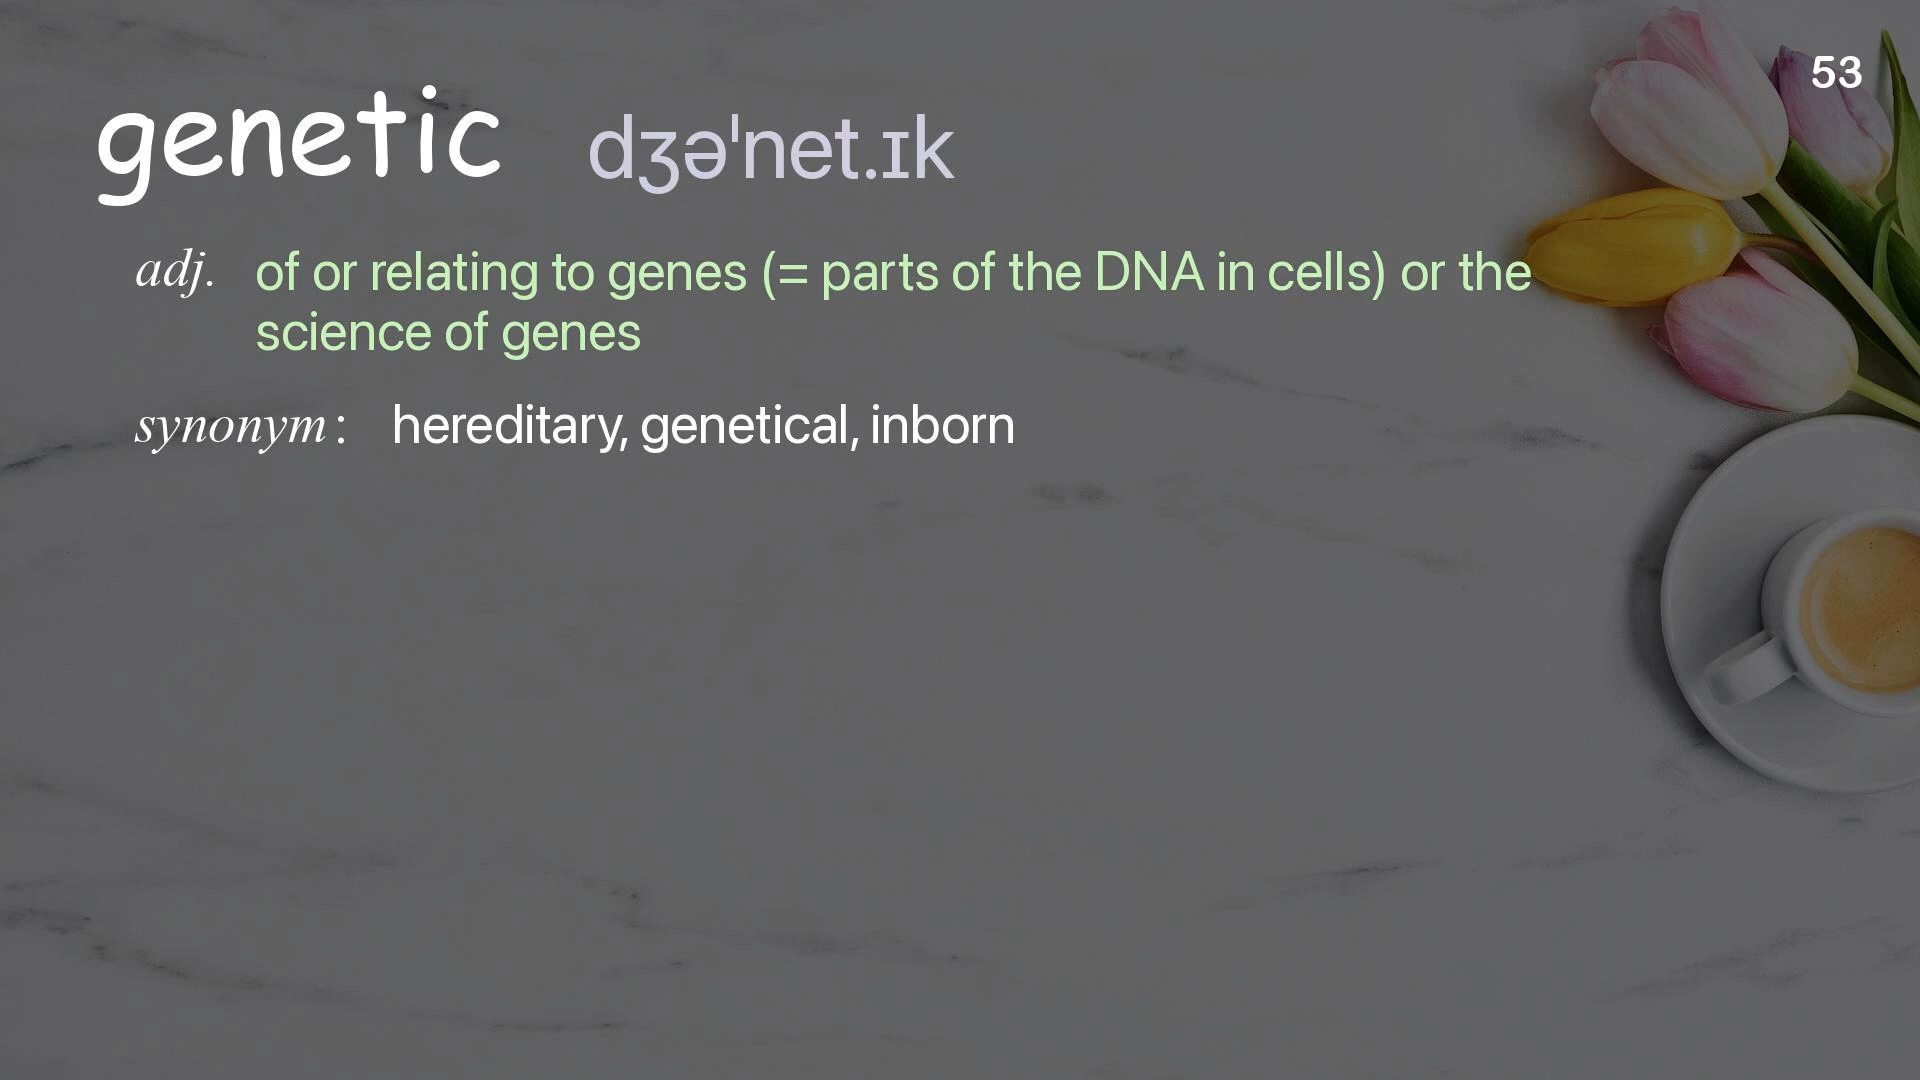 53
genetic dʒəˈnet.ɪk
adj. of or relating to genes (= parts of the DNA in cells) or the
science of genes
synonym: hereditary, genetical, inborn